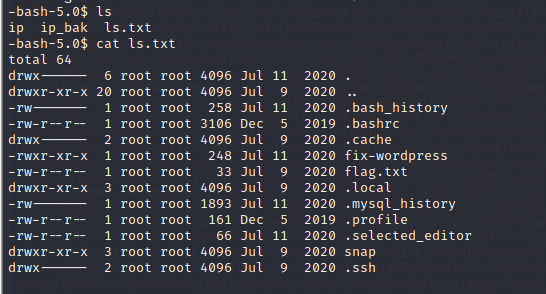 -bash-5.0$ ls
ip  ip_bak  ls.txt
-bash-5.0$ cat ls.txt
total 64
drwx------  6 root root 4096 Jul 11  2020 .
drwxr-xr-x 20 root root 4096 Jul  9  2020 ..
-rw-------  1 root root  258 Jul 11  2020 .bash_history
-rw-r--r--  1 root root 3106 Dec  5  2019 .bashrc
drwx------  2 root root 4096 Jul  9  2020 .cache
-rwxr-xr-x  1 root root  248 Jul 11  2020 fix-wordpress
-rw-r--r--  1 root root   33 Jul  9  2020 flag.txt
drwxr-xr-x  3 root root 4096 Jul  9  2020 .local
-rw-------  1 root root 1893 Jul 11  2020 .mysql_history
-rw-r--r--  1 root root  161 Dec  5  2019 .profile
-rw-r--r--  1 root root   66 Jul 11  2020 .selected_editor
drwxr-xr-x  3 root root 4096 Jul  9  2020 snap
drwx------  2 root root 4096 Jul  9  2020 .ssh